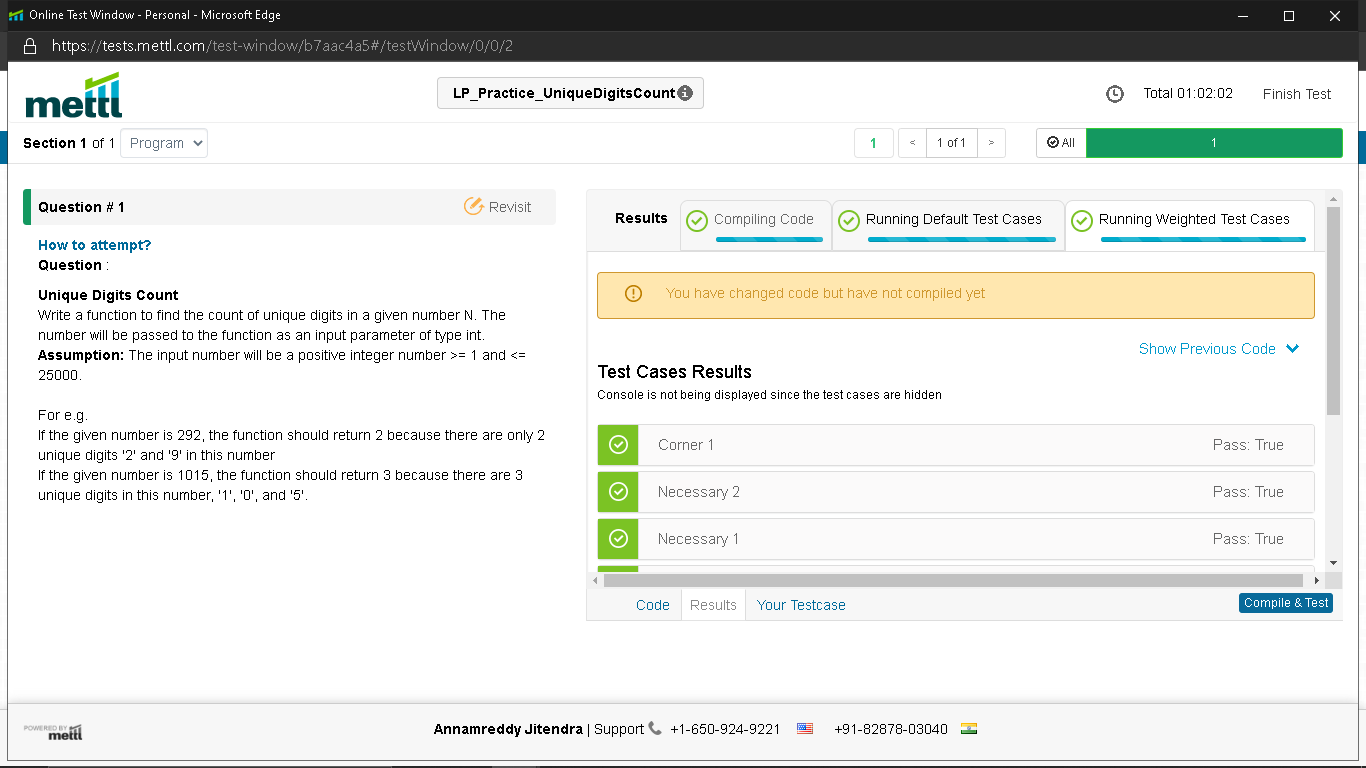 Online Test Window - Personal - Microsoft Edge
https://tests.mettl.com/test-window/b7aac4a5#/testWindow/0/0/2
mettl
LP_Practice_UniqueDigitsCount
Total 01:02:02
Finish Test
Section 1 of 1
Program
1
<
1 of 1
>
All
1
Question # 1
Revisit
How to attempt?
Question :
Unique Digits Count
Write a function to find the count of unique digits in a given number N. The
number will be passed to the function as an input parameter of type int.
Assumption: The input number will be a positive integer number >= 1 and <=
25000.
For e.g.
If the given number is 292, the function should return 2 because there are only 2
unique digits '2' and '9' in this number
If the given number is 1015, the function should return 3 because there are 3
unique digits in this number, '1', '0', and '5'.
Results
Compiling Code
Running Default Test Cases
Running Weighted Test Cases
You have changed code but have not compiled yet
Show Previous Code
Test Cases Results
Console is not being displayed since the test cases are hidden
Corner 1
Pass: True
Necessary 2
Pass: True
Necessary 1
Pass: True
Code
Results
Your Testcase
Compile & Test
POWERED BY
mettl
Annamreddy Jitendra | Support +1-650-924-9221
+91-82878-03040